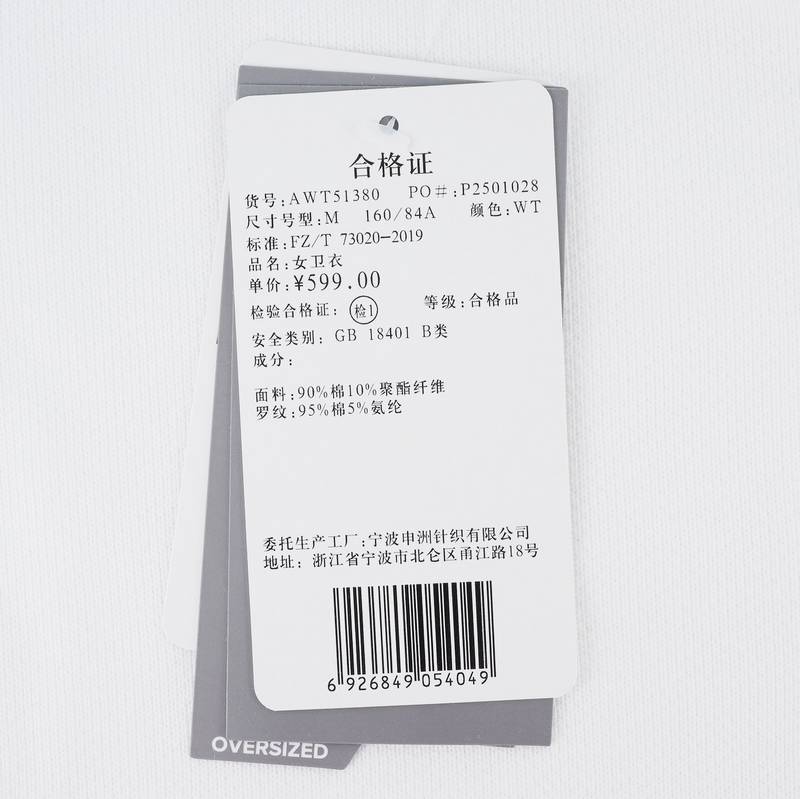 合格证
货号:AWT51380 PO#:P2501028
尺寸号型:M 160/84A 颜色:WT
标准:FZ/T 73020-2019
品名:女卫衣
单价:¥599.00
检验合格证: 检1 等级:合格品
安全类别: GB 18401 B类
成分:
面料:90%棉10%聚酯纤维
罗纹:95%棉5%氨纶
委托生产工厂:宁波申洲针织有限公司
地址: 浙江省宁波市北仑区甬江路18号
6 926849 054049
OVERSIZED